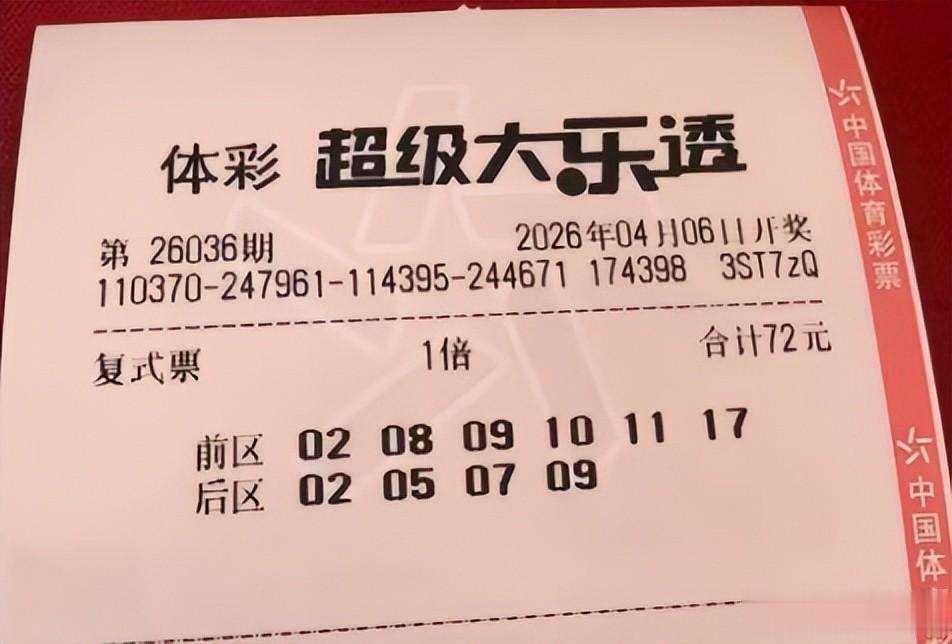 体彩 超级大乐透
第 26036期 2026年04月06日开奖
110370-247961-114395-244671 174398 3ST7zQ
复式票 1倍 合计72元
前区 02 08 09 10 11 17
后区 02 05 07 09
中国体育彩票
中国体